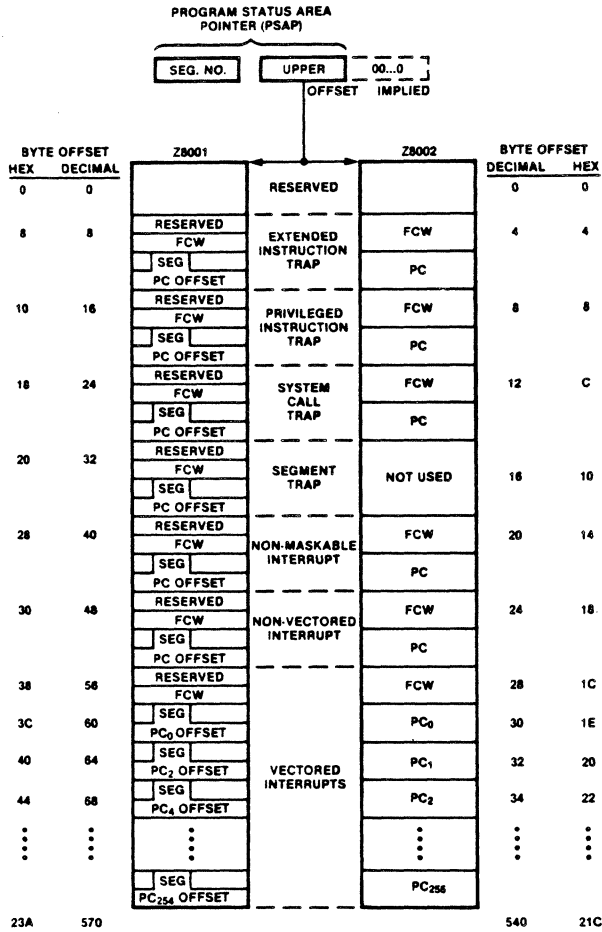 PROGRAM STATUS AREA
POINTER (PSAP)
SEG. NO. UPPER 00...0
OFFSET IMPLIED
BYTE OFFSET Z8001 Z8002 BYTE OFFSET
HEX DECIMAL DECIMAL HEX
0 0 RESERVED 0 0
RESERVED
8 8 FCW EXTENDED INSTRUCTION TRAP FCW 4 4
SEG PC
PC OFFSET
RESERVED
10 16 FCW PRIVILEGED INSTRUCTION TRAP FCW 8 8
SEG PC
PC OFFSET
RESERVED
18 24 FCW SYSTEM CALL TRAP FCW 12 C
SEG PC
PC OFFSET
RESERVED
20 32 FCW SEGMENT TRAP NOT USED 16 10
SEG
PC OFFSET
RESERVED
28 40 FCW NON-MASKABLE INTERRUPT FCW 20 14
SEG PC
PC OFFSET
RESERVED
30 48 FCW NON-VECTORED INTERRUPT FCW 24 18
SEG PC
PC OFFSET
RESERVED
38 56 FCW FCW 28 1C
SEG
3C 60 PC0 OFFSET PC0 30 1E
SEG
40 64 PC2 OFFSET VECTORED INTERRUPTS PC1 32 20
SEG
44 68 PC4 OFFSET PC2 34 22
SEG
PC254 OFFSET PC256
23A 570 540 21C